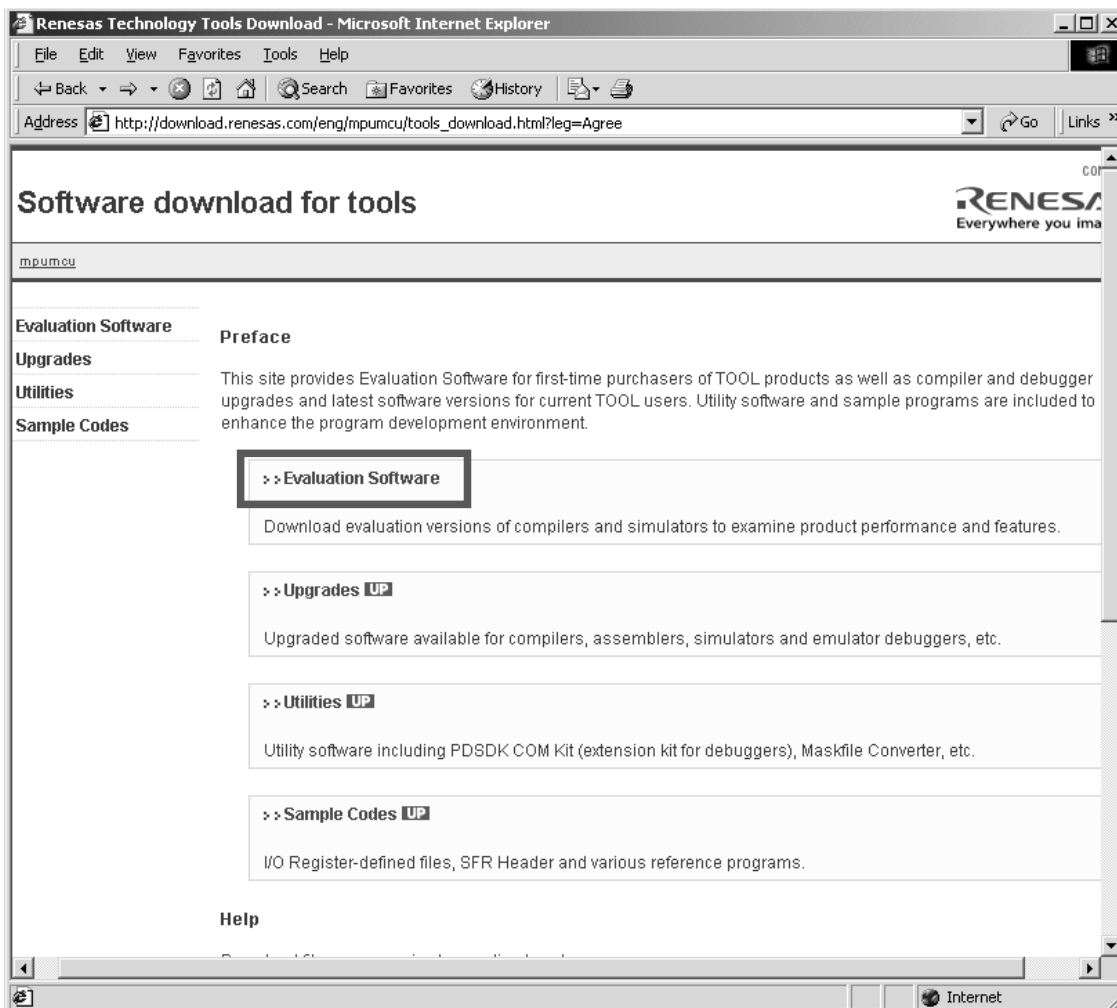 Renesas Technology Tools Download - Microsoft Internet Explorer
File Edit View Favorites Tools Help
Back Search Favorites History
Address http://download.renesas.com/eng/mpumcu/tools_download.html?leg=Agree Go Links »
Software download for tools
RENESA
Everywhere you ima
mpumcu
Evaluation Software
Upgrades
Utilities
Sample Codes
Preface
This site provides Evaluation Software for first-time purchasers of TOOL products as well as compiler and debugger
upgrades and latest software versions for current TOOL users. Utility software and sample programs are included to
enhance the program development environment.
Evaluation Software
Download evaluation versions of compilers and simulators to examine product performance and features.
Upgrades UP
Upgraded software available for compilers, assemblers, simulators and emulator debuggers, etc.
Utilities UP
Utility software including PDSDK COM Kit (extension kit for debuggers), Maskfile Converter, etc.
Sample Codes UP
I/O Register-defined files, SFR Header and various reference programs.
Help
Internet